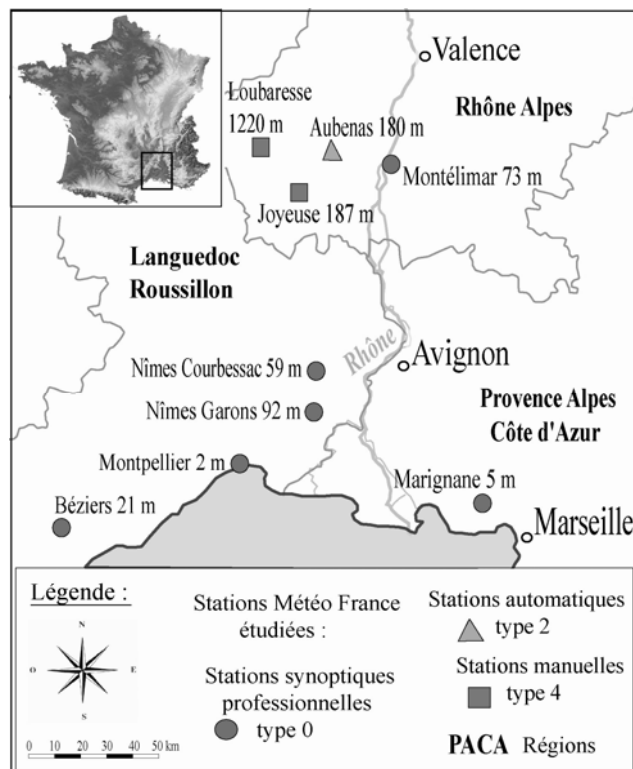 Valence
Loubaresse
1220 m
Aubenas 180 m
Rhône Alpes
Montélimar 73 m
Joyeuse 187 m
Languedoc
Roussillon
Rhône
Nîmes Courbessac 59 m
Avignon
Nîmes Garons 92 m
Provence Alpes
Côte d'Azur
Montpellier 2 m
Marignane 5 m
Béziers 21 m
Marseille
Légende :
N
O
E
S
0 10 20 30 40 50 km
Stations Météo France
étudiées :
Stations synoptiques
professionnelles
type 0
Stations automatiques
type 2
Stations manuelles
type 4
PACA Régions